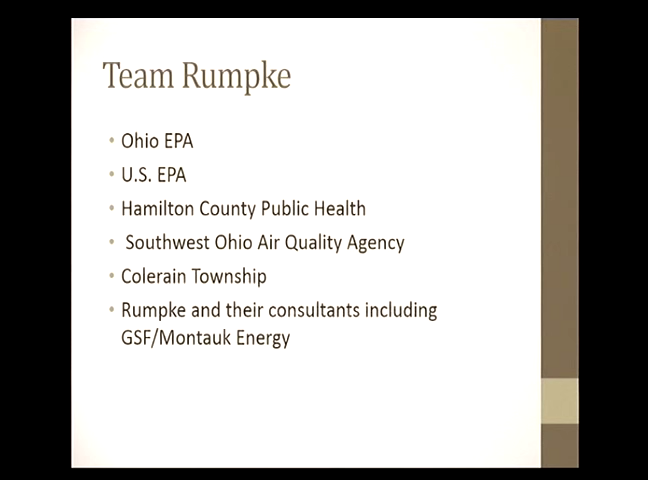 Team Rumpke
• Ohio EPA
• U.S. EPA
• Hamilton County Public Health
• Southwest Ohio Air Quality Agency
• Colerain Township
• Rumpke and their consultants including
GSF/Montauk Energy